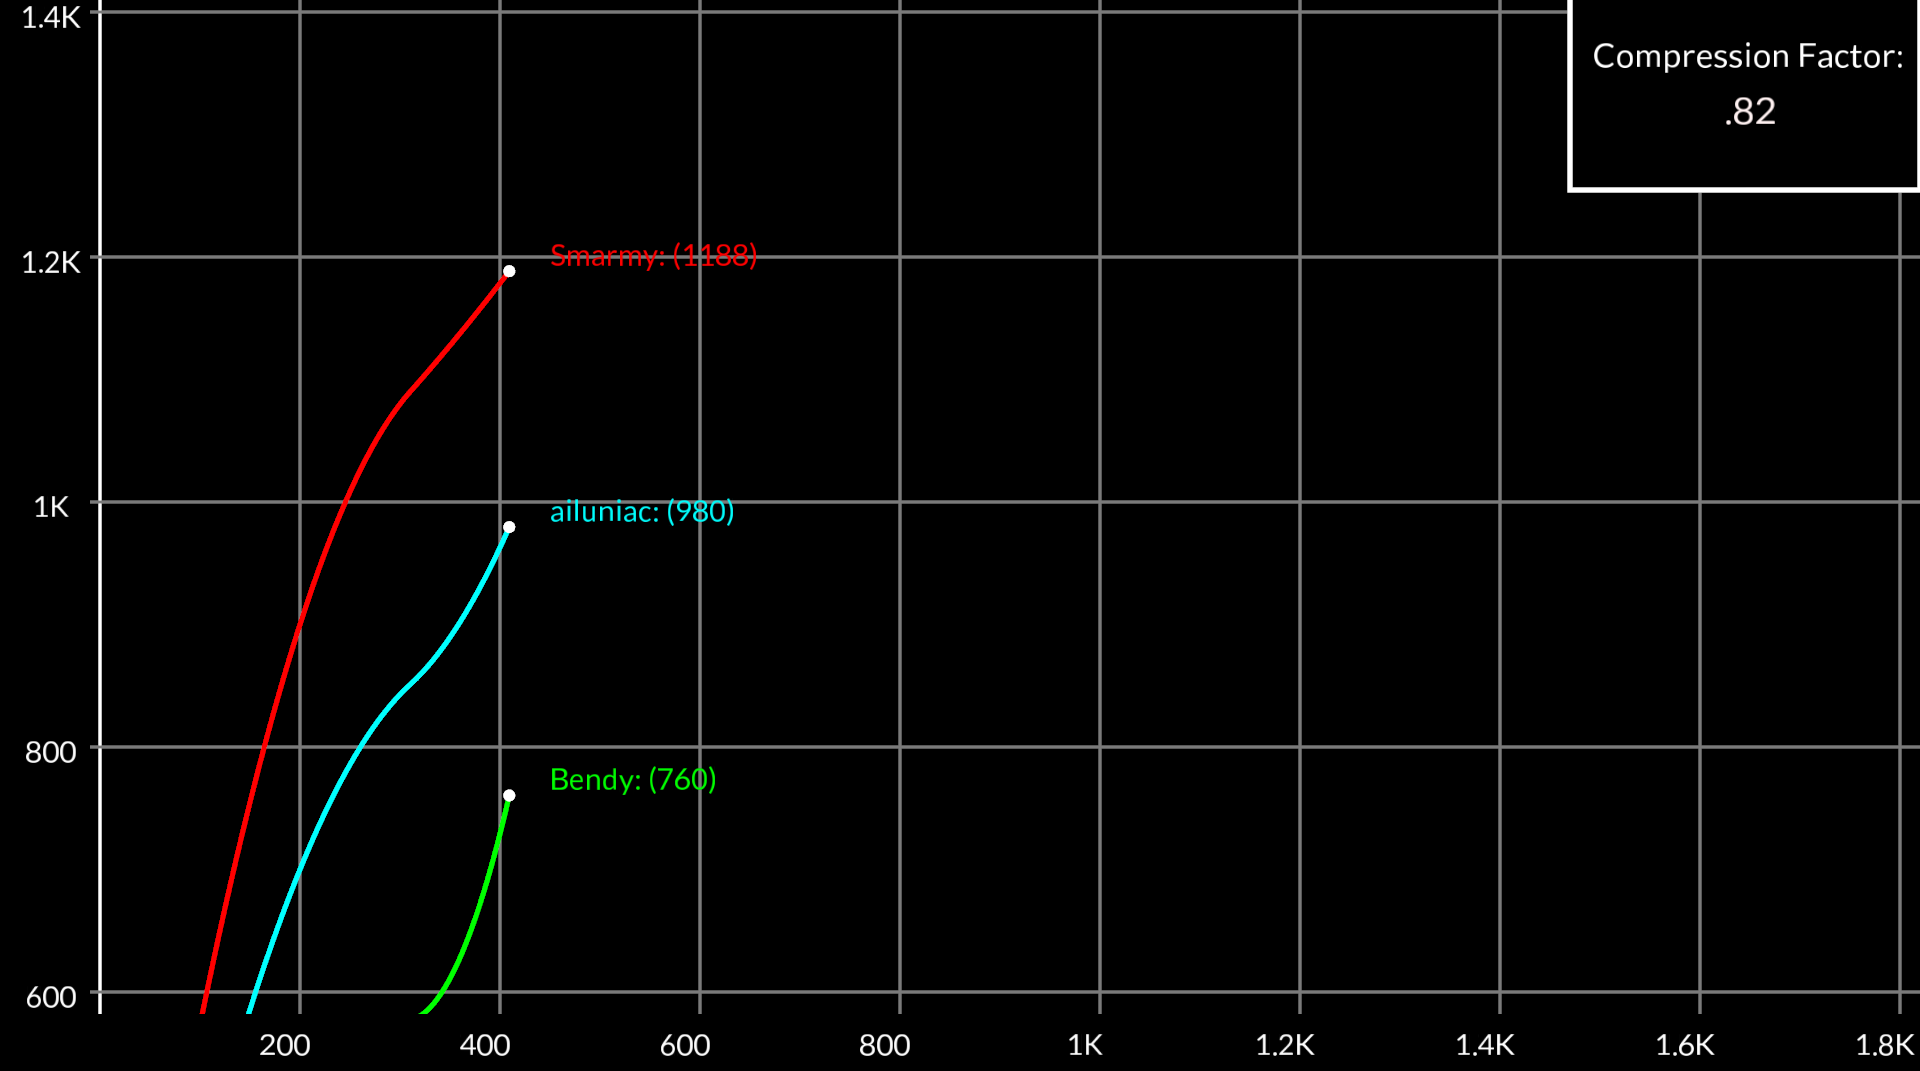 1.4K
Compression Factor:
.82
1.2K
Smarmy: (1188)
1K
ailuniac: (980)
800
Bendy: (760)
600
200 400 600 800 1K 1.2K 1.4K 1.6K 1.8K